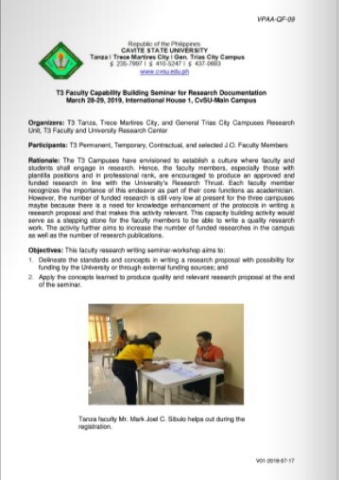 VPAA-QF-09
Republic of the Philippines
CAVITE STATE UNIVERSITY
Tanza | Trece Martires City | Gen. Trias City Campuses
235-7997 | 410-5247 | 437-0693
www.cvsu.edu.ph
T3 Faculty Capability Building Seminar for Research Documentation
March 28-29, 2019, International House 1, CvSU-Main Campus
Organizers: T3 Tanza, Trece Martires City, and General Trias City Campuses Research
Unit, T3 Faculty and University Research Center
Participants: T3 Permanent, Temporary, Contractual, and selected J.O. Faculty Members
Rationale: The T3 Campuses have envisioned to establish a culture where faculty and
students shall engage in research. Hence, the faculty members, especially those with
plantilla positions and in professional rank, are encouraged to produce an approved and
funded research in line with the University's Research Thrust. Each faculty member
recognizes the importance of this endeavor as part of their core functions as academician.
However, the number of funded research is still very low at present for the three campuses
maybe because there is a need for knowledge enhancement of the protocols in writing a
research proposal and that makes this activity relevant. This capacity building activity would
serve as a stepping stone for the faculty members to be able to write a quality research
work. The activity further aims to increase the number of funded researches in the campus
as well as the number of research publications.
Objectives: This faculty research writing seminar-workshop aims to:
1. Delineate the standards and concepts in writing a research proposal with possibility for
funding by the University or through external funding sources; and
2. Apply the concepts learned to produce quality and relevant research proposal at the end
of the seminar.
Tanza faculty Mr. Mark Joel C. Sibulo helps out during the
registration.
V01-2018-07-17